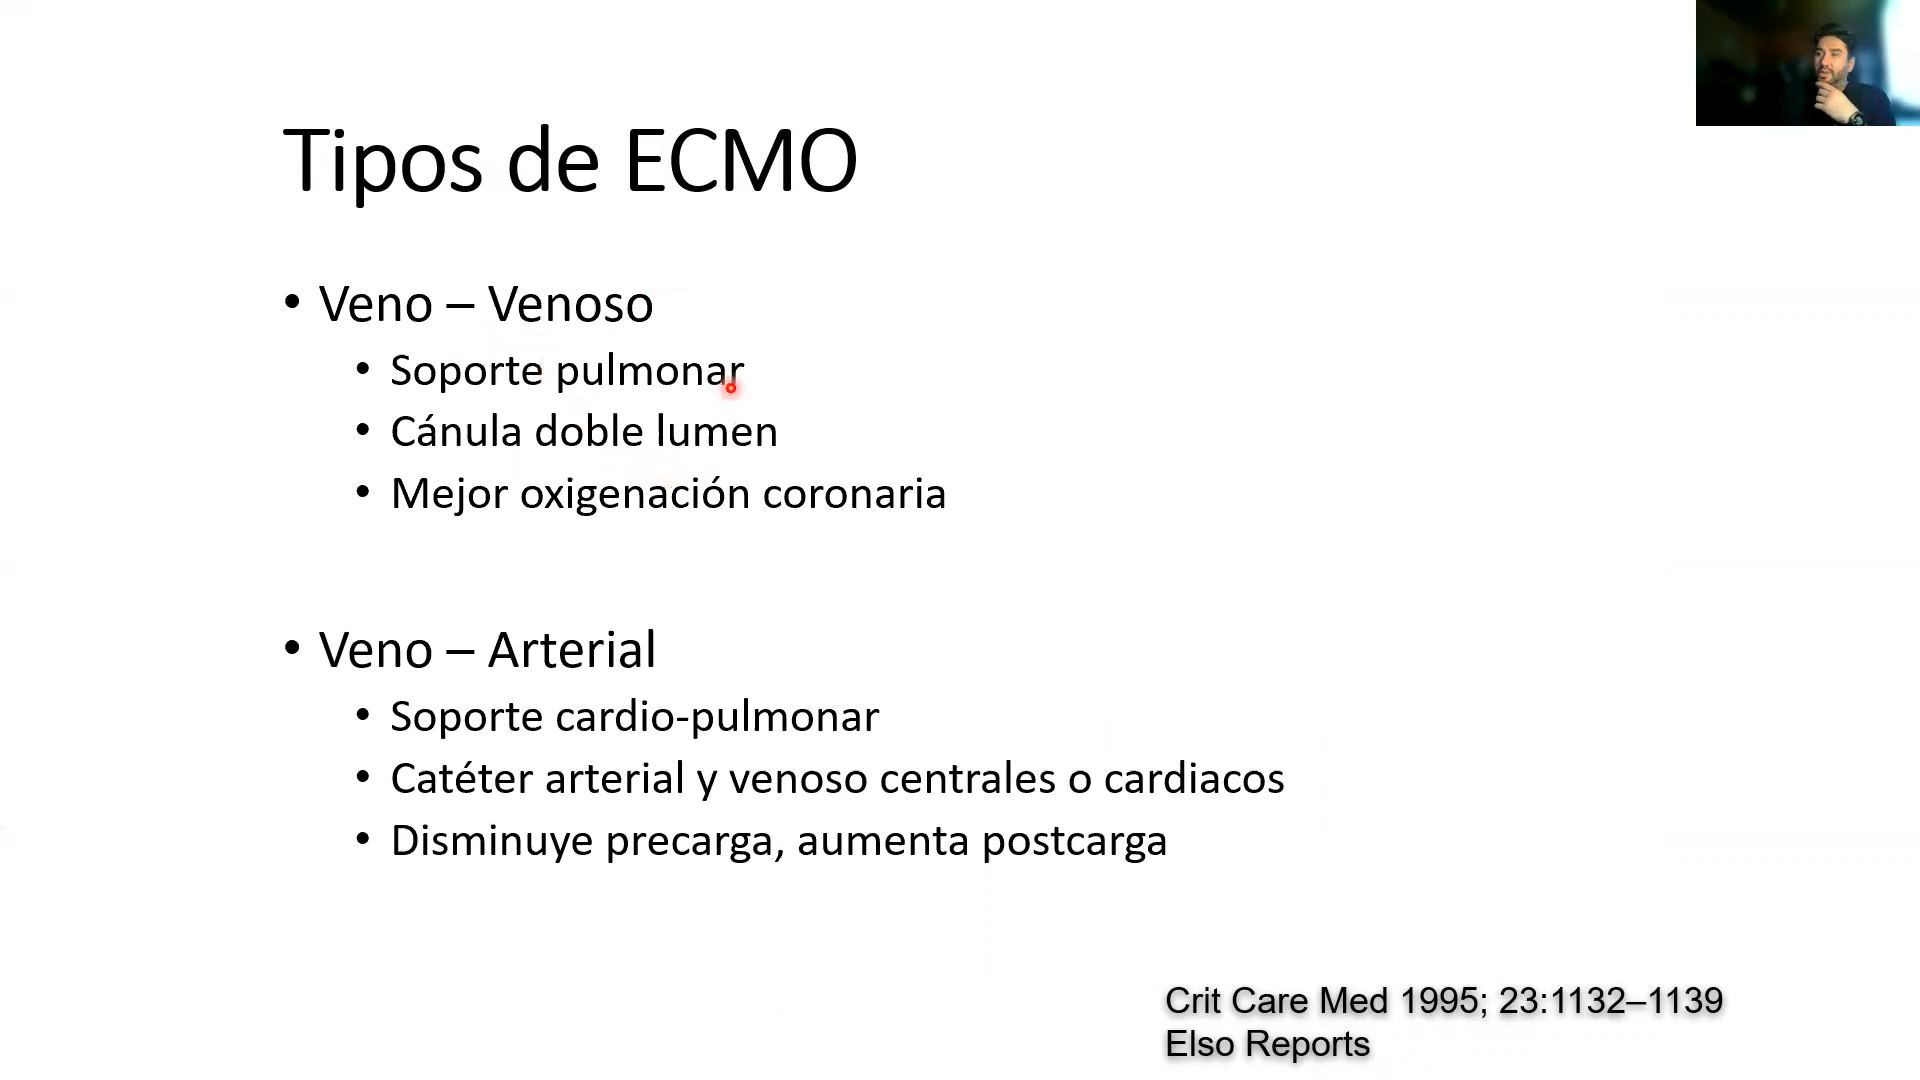 Tipos de ECMO
• Veno – Venoso
• Soporte pulmonar
• Cánula doble lumen
• Mejor oxigenación coronaria
• Veno – Arterial
• Soporte cardio-pulmonar
• Catéter arterial y venoso centrales o cardiacos
• Disminuye precarga, aumenta postcarga
Crit Care Med 1995; 23:1132–1139
Elso Reports